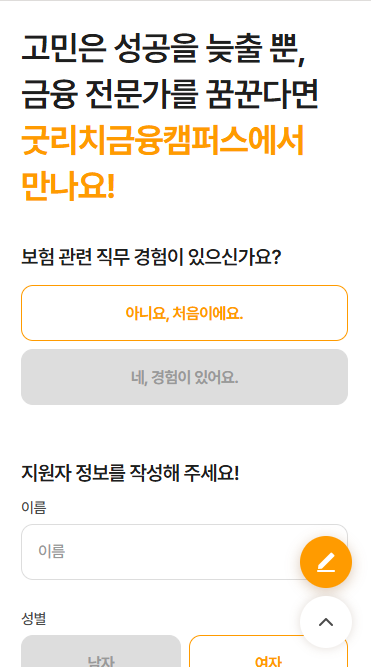 고민은 성공을 늦출 뿐,
금융 전문가를 꿈꾼다면
굿리치금융캠퍼스에서
만나요!
보험 관련 직무 경험이 있으신가요?
아니요, 처음이에요.
네, 경험이 있어요.
지원자 정보를 작성해 주세요!
이름
이름
성별
남자
여자